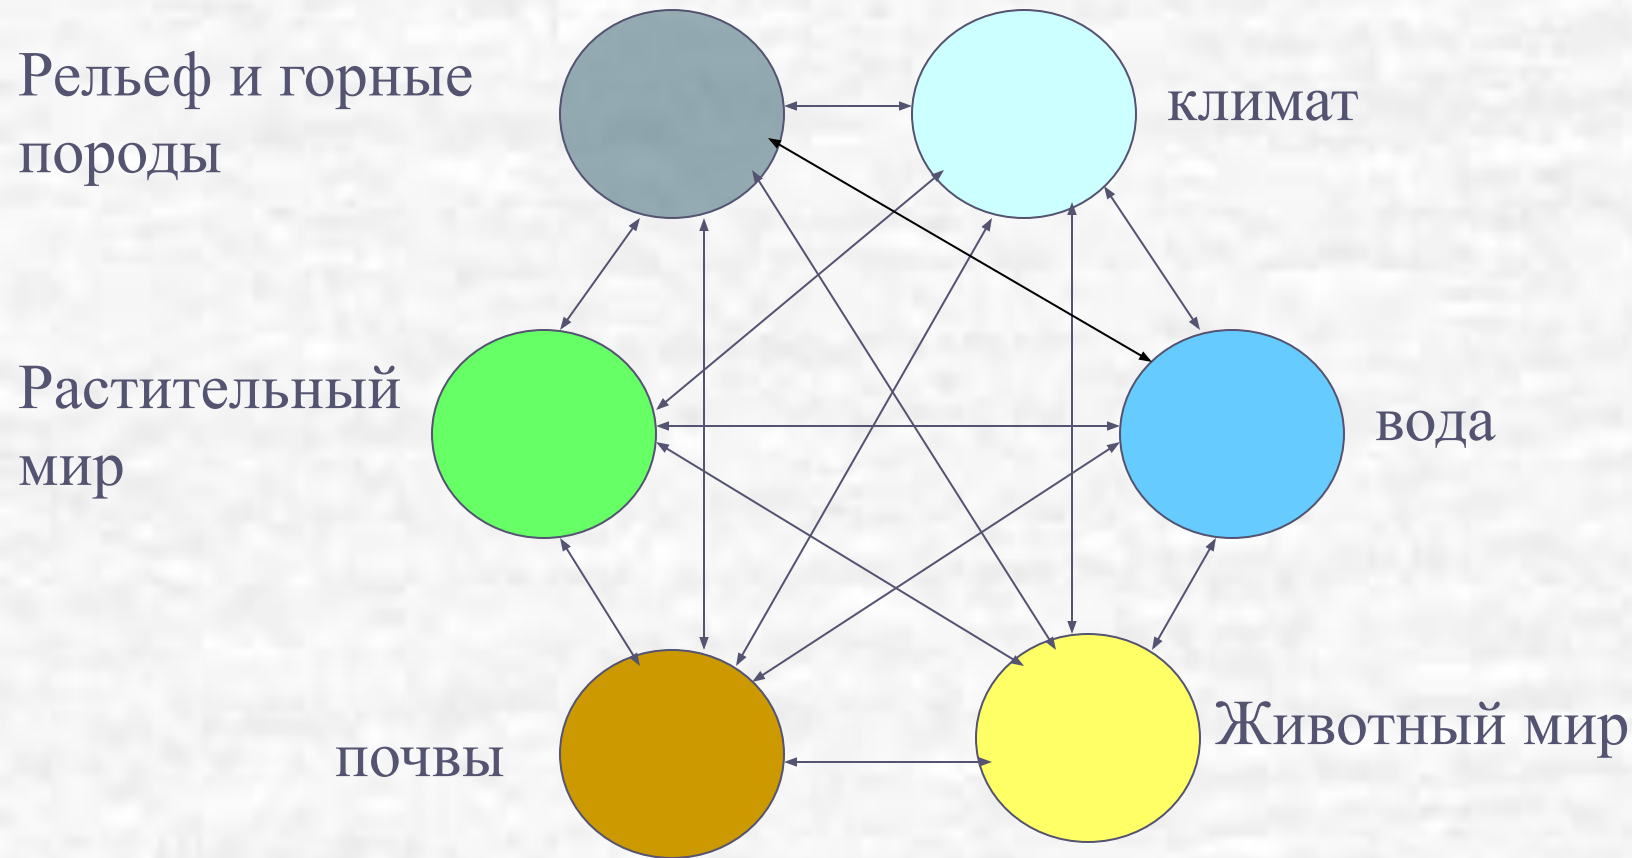 Рельеф и горные
породы
климат
Растительный
мир
вода
почвы
Животный мир